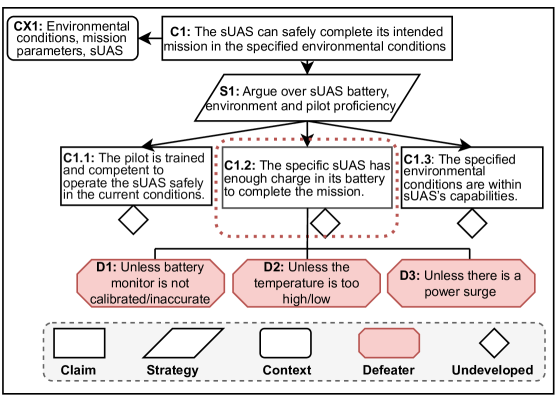 CX1: Environmental
conditions, mission
parameters, sUAS
C1: The sUAS can safely complete its intended
mission in the specified environmental conditions
S1: Argue over sUAS battery,
environment and pilot proficiency
C1.1: The pilot is trained
and competent to
operate the sUAS safely
in the current conditions.
C1.2: The specific sUAS has
enough charge in its battery
to complete the mission.
C1.3: The specified
environmental
conditions are within
sUAS's capabilities.
D1: Unless battery
monitor is not
calibrated/inaccurate
D2: Unless the
temperature is too
high/low
D3: Unless there is a
power surge
Claim
Strategy
Context
Defeater
Undeveloped